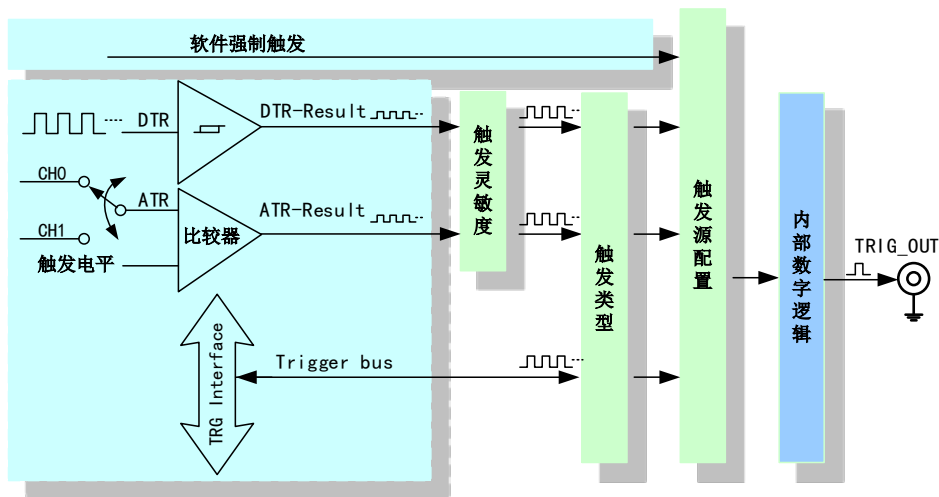 软件强制触发
DTR
DTR-Result
CH0
ATR
ATR-Result
CH1
触发电平
比较器
触发灵敏度
触发类型
触发源配置
内部数字逻辑
TRIG_OUT
Trigger bus
TRG Interface